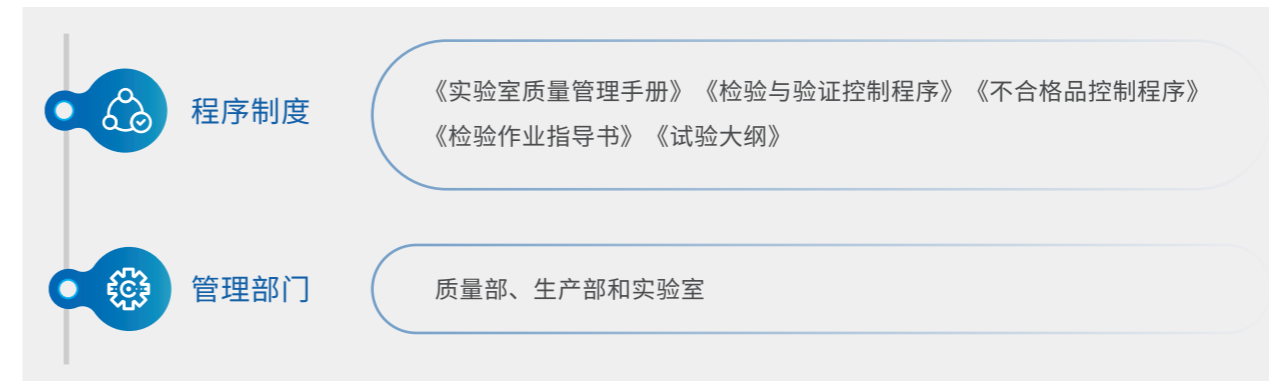 程序制度
《实验室质量管理手册》《检验与验证控制程序》《不合格品控制程序》
《检验作业指导书》《试验大纲》
管理部门
质量部、生产部和实验室